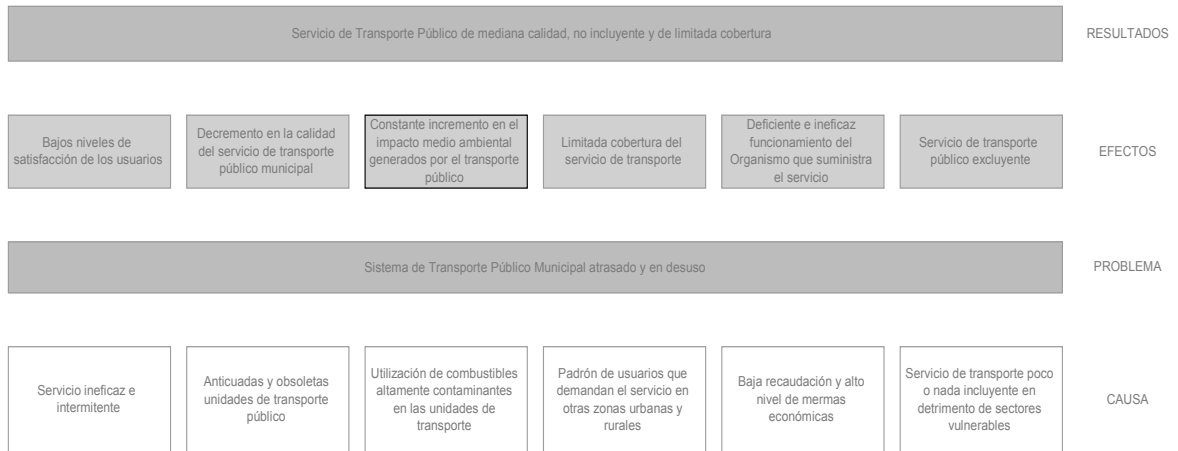 Servicio de Transporte Público de mediana calidad, no incluyente y de limitada cobertura
RESULTADOS
Bajos niveles de
satisfacción de los usuarios
Decremento en la calidad
del servicio de transporte
público municipal
Constante incremento en el
impacto medio ambiental
generados por el transporte
público
Limitada cobertura del
servicio de transporte
Deficiente e ineficaz
funcionamiento del
Organismo que suministra
el servicio
Servicio de transporte
público excluyente
EFECTOS
Sistema de Transporte Público Municipal atrasado y en desuso
PROBLEMA
Servicio ineficaz e
intermitente
Anticuadas y obsoletas
unidades de transporte
público
Utilización de combustibles
altamente contaminantes
en las unidades de
transporte
Padrón de usuarios que
demandan el servicio en
otras zonas urbanas y
rurales
Baja recaudación y alto
nivel de mermas
económicas
Servicio de transporte poco
o nada incluyente en
detrimento de sectores
vulnerables
CAUSA